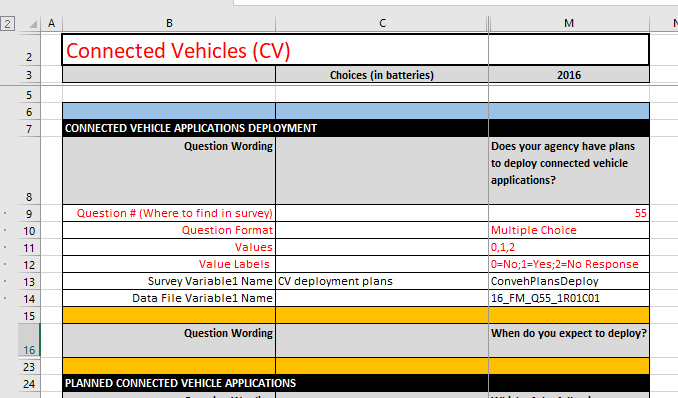 2 A B C M
2 Connected Vehicles (CV)
3 Choices (in batteries) 2016
5
6
7 CONNECTED VEHICLE APPLICATIONS DEPLOYMENT
Question Wording Does your agency have plans
to deploy connected vehicle
applications?
8
9 Question # (Where to find in survey) 55
10 Question Format Multiple Choice
11 Values 0,1,2
12 Value Labels 0=No;1=Yes;2=No Response
13 Survey Variable1 Name CV deployment plans ConvehPlansDeploy
14 Data File Variable1 Name 16_FM_Q55_1R01C01
15
Question Wording When do you expect to deploy?
16
23
24 PLANNED CONNECTED VEHICLE APPLICATIONS